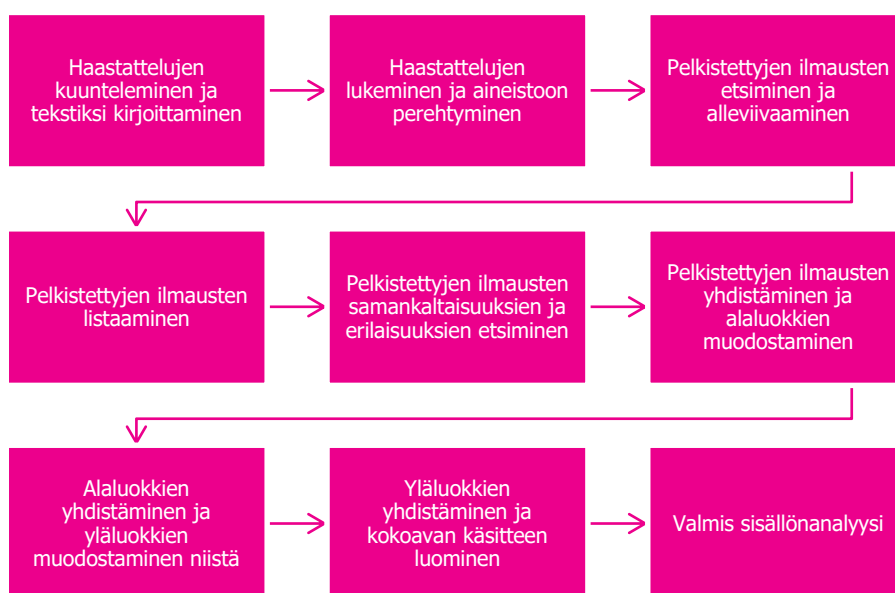 Haastattelujen
kuunteleminen ja
tekstiksi kirjoittaminen
Haastattelujen
lukeminen ja aineistoon
perehtyminen
Pelkistettyjen ilmausten
etsiminen ja
alleviivaaminen
Pelkistettyjen ilmausten
listaaminen
Pelkistettyjen ilmausten
samankaltaisuuksien ja
erilaisuuksien etsiminen
Pelkistettyjen ilmausten
yhdistäminen ja
alaluokkien
muodostaminen
Alaluokkien
yhdistäminen ja
yläluokkien
muodostaminen niistä
Yläluokkien
yhdistäminen ja
kokoavan käsitteen
luominen
Valmis sisällönanalyysi